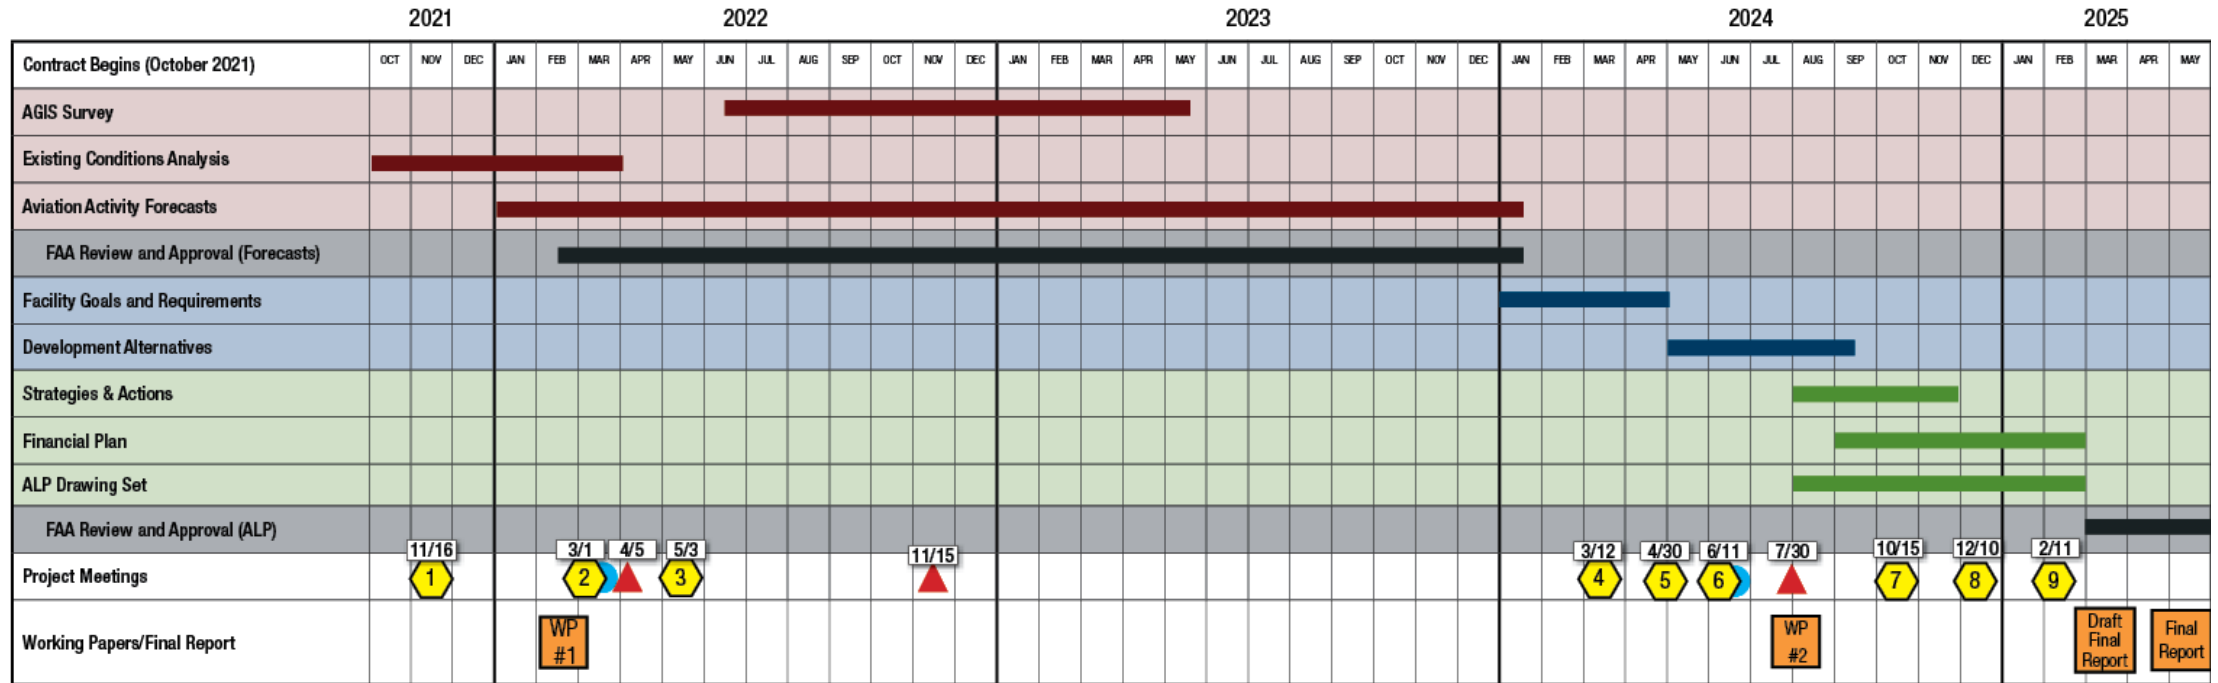 2021 2022 2023 2024 2025
Contract Begins (October 2021) OCT NOV DEC JAN FEB MAR APR MAY JUN JUL AUG SEP OCT NOV DEC JAN FEB MAR APR MAY JUN JUL AUG SEP OCT NOV DEC JAN FEB MAR APR MAY JUN JUL AUG SEP OCT NOV DEC JAN FEB MAR APR MAY
AGIS Survey
Existing Conditions Analysis
Aviation Activity Forecasts
FAA Review and Approval (Forecasts)
Facility Goals and Requirements
Development Alternatives
Strategies & Actions
Financial Plan
ALP Drawing Set
FAA Review and Approval (ALP)
11/16 3/1 4/5 5/3 11/15 3/12 4/30 6/11 7/30 10/15 12/10 2/11
Project Meetings 1 2 3 4 5 6 7 8 9
Working Papers/Final Report
WP
#1
WP
#2
Draft
Final
Report
Final
Report